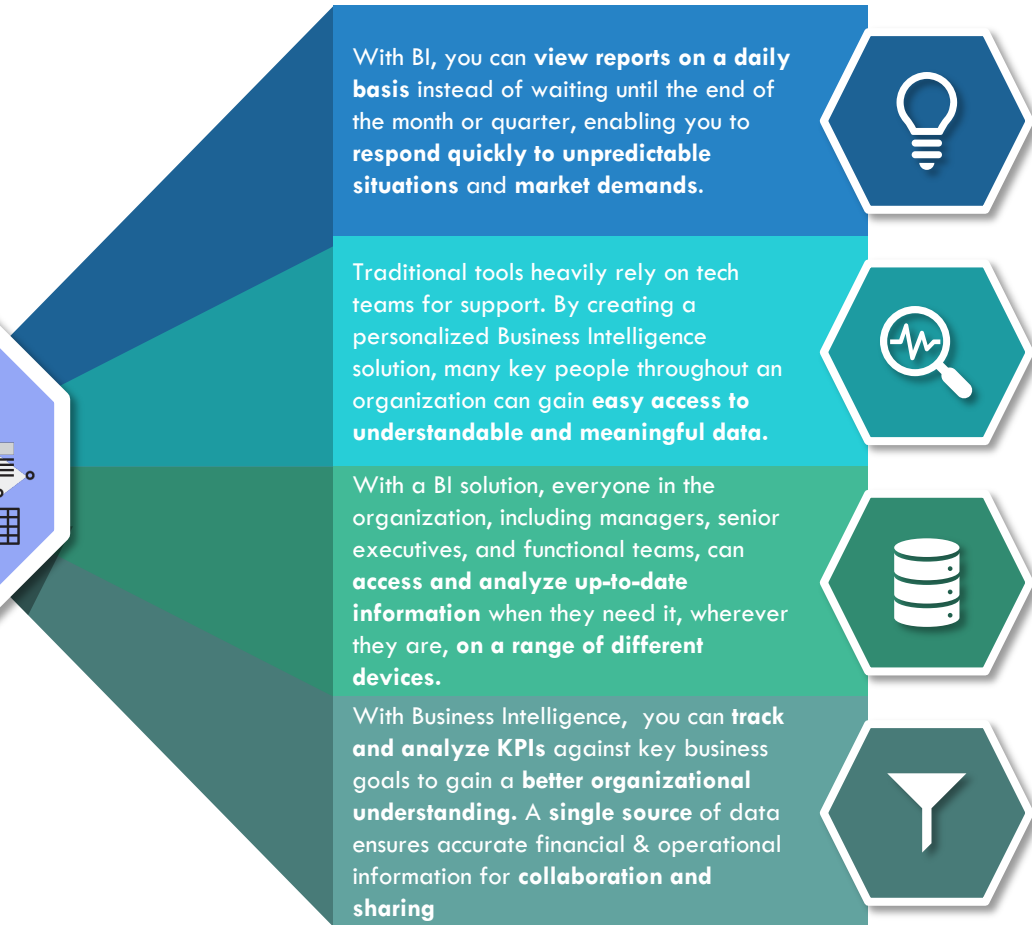 With BI, you can view reports on a daily
basis instead of waiting until the end of
the month or quarter, enabling you to
respond quickly to unpredictable
situations and market demands.
Traditional tools heavily rely on tech
teams for support. By creating a
personalized Business Intelligence
solution, many key people throughout an
organization can gain easy access to
understandable and meaningful data.
With a BI solution, everyone in the
organization, including managers, senior
executives, and functional teams, can
access and analyze up-to-date
information when they need it, wherever
they are, on a range of different
devices.
With Business Intelligence,  you can track
and analyze KPIs against key business
goals to gain a better organizational
understanding. A single source of data
ensures accurate financial & operational
information for collaboration and
sharing